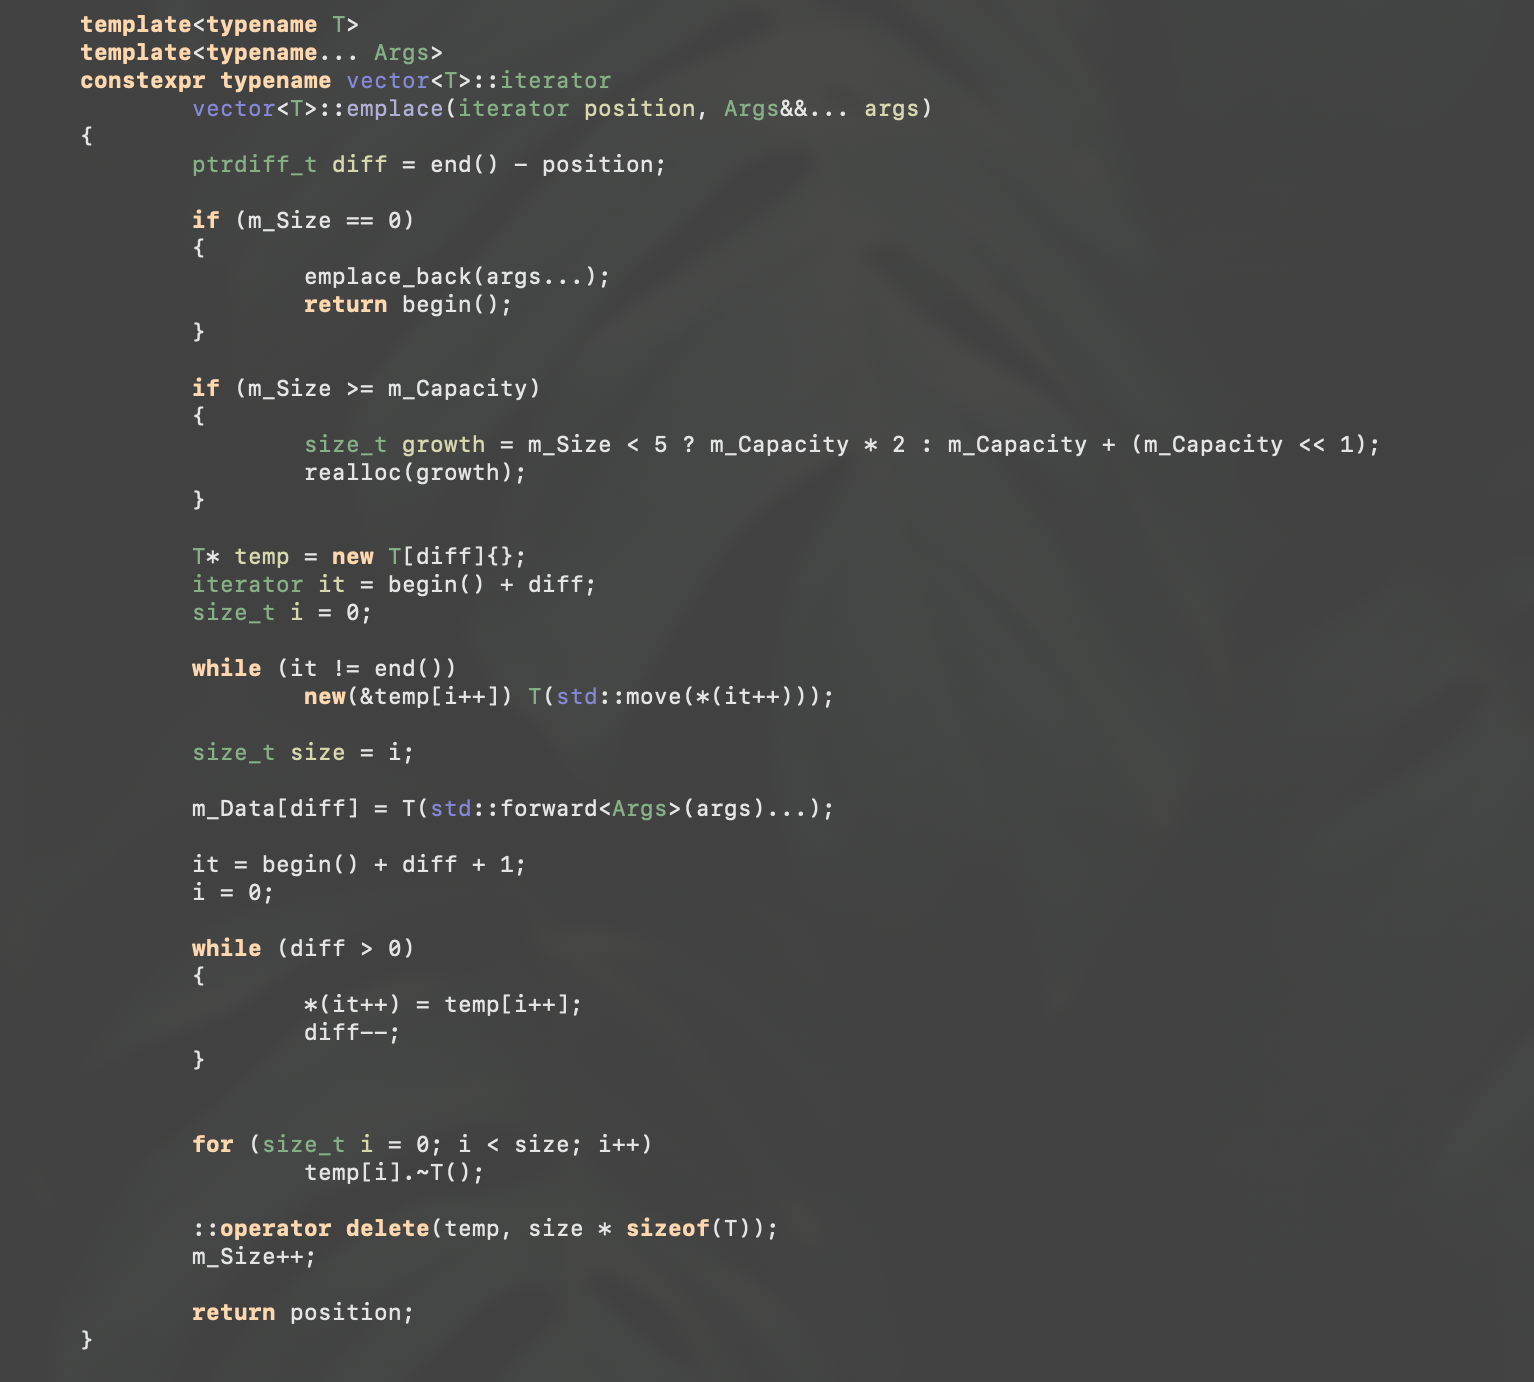 template<typename T>
template<typename... Args>
constexpr typename vector<T>::iterator
        vector<T>::emplace(iterator position, Args&&... args)
{
        ptrdiff_t diff = end() - position;

        if (m_Size == 0)
        {
                emplace_back(args...);
                return begin();
        }

        if (m_Size >= m_Capacity)
        {
                size_t growth = m_Size < 5 ? m_Capacity * 2 : m_Capacity + (m_Capacity << 1);
                realloc(growth);
        }

        T* temp = new T[diff]{};
        iterator it = begin() + diff;
        size_t i = 0;

        while (it != end())
                new(&temp[i++]) T(std::move(*(it++)));

        size_t size = i;

        m_Data[diff] = T(std::forward<Args>(args)...);

        it = begin() + diff + 1;
        i = 0;

        while (diff > 0)
        {
                *(it++) = temp[i++];
                diff--;
        }


        for (size_t i = 0; i < size; i++)
                temp[i].~T();

        ::operator delete(temp, size * sizeof(T));
        m_Size++;

        return position;
}